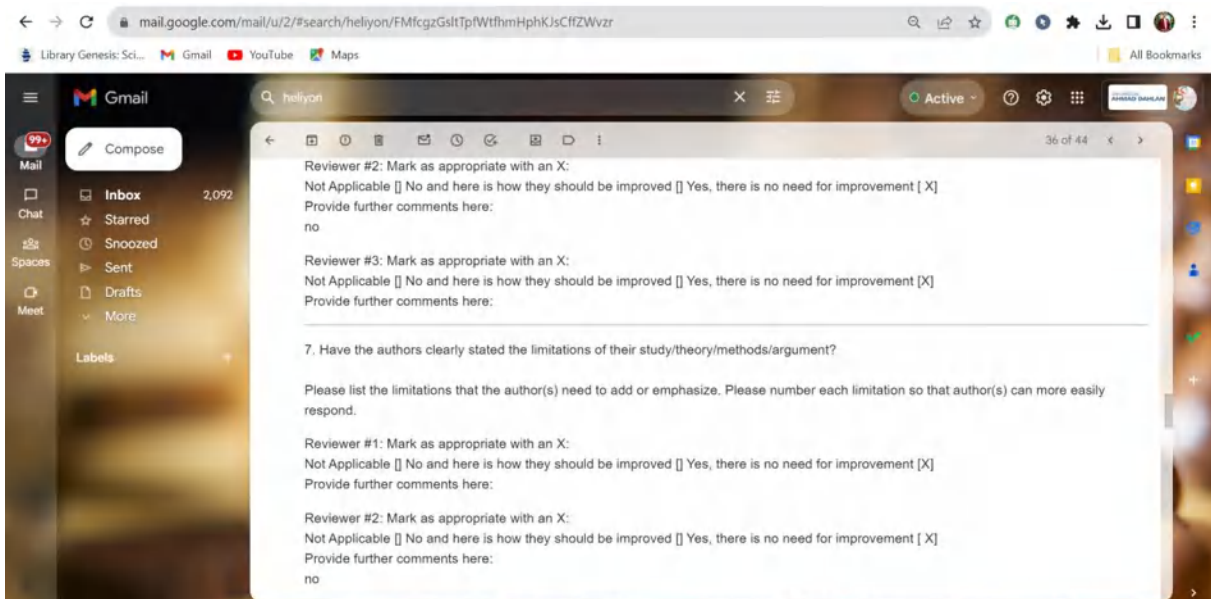 mail.google.com/mail/u/2/#search/heliyon/FMfcgzGsltTpfWtfhmHphKJsCffZWvzr
Library Genesis: Sci... Gmail YouTube Maps All Bookmarks
Gmail heliyon Active AHMAD DAHLAN
99+
Mail
Compose
36 of 44
Chat
Spaces
Meet
Inbox 2,092
Starred
Snoozed
Sent
Drafts
More
Labels
Reviewer #2: Mark as appropriate with an X:
Not Applicable [] No and here is how they should be improved [] Yes, there is no need for improvement [ X]
Provide further comments here:
no
Reviewer #3: Mark as appropriate with an X:
Not Applicable [] No and here is how they should be improved [] Yes, there is no need for improvement [X]
Provide further comments here:
7. Have the authors clearly stated the limitations of their study/theory/methods/argument?
Please list the limitations that the author(s) need to add or emphasize. Please number each limitation so that author(s) can more easily
respond.
Reviewer #1: Mark as appropriate with an X:
Not Applicable [] No and here is how they should be improved [] Yes, there is no need for improvement [X]
Provide further comments here:
Reviewer #2: Mark as appropriate with an X:
Not Applicable [] No and here is how they should be improved [] Yes, there is no need for improvement [ X]
Provide further comments here:
no